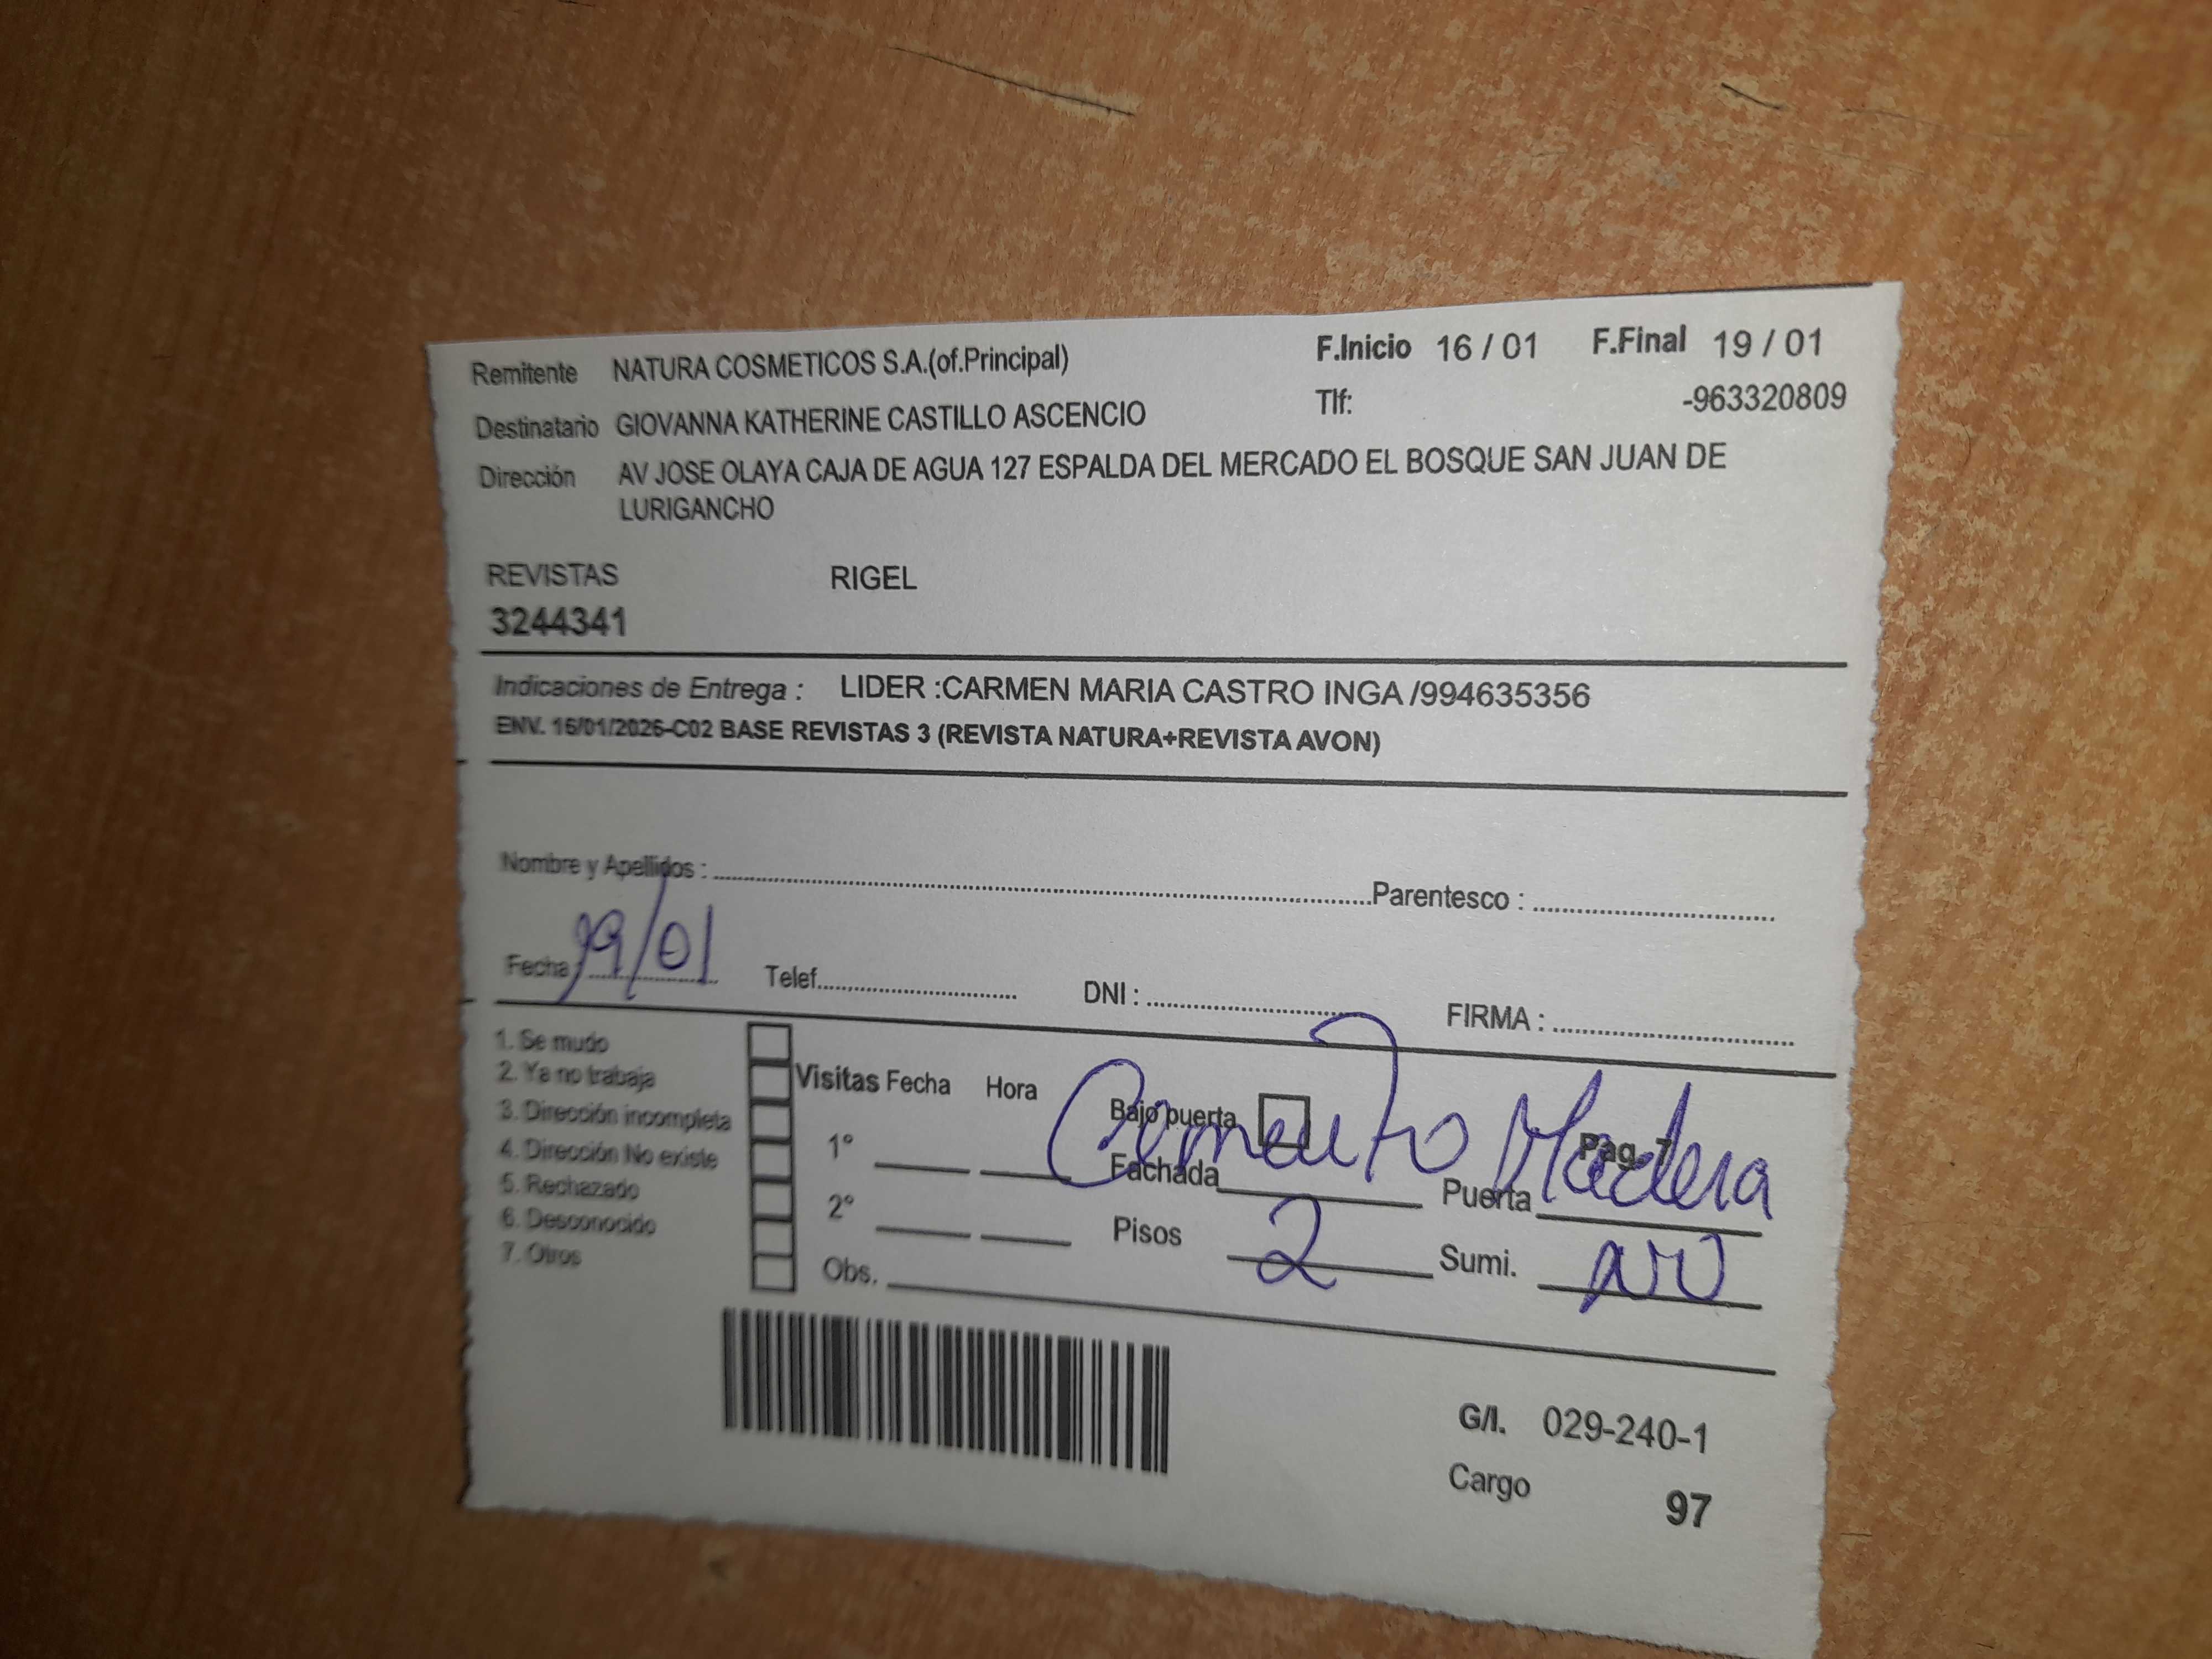 Remitente NATURA COSMETICOS S.A.(of.Principal) F.Inicio 16 / 01 F.Final 19 / 01
Destinatario GIOVANNA KATHERINE CASTILLO ASCENCIO Tlf: -963320809
Dirección AV JOSE OLAYA CAJA DE AGUA 127 ESPALDA DEL MERCADO EL BOSQUE SAN JUAN DE
LURIGANCHO
REVISTAS RIGEL
3244341
Indicaciones de Entrega : LIDER :CARMEN MARIA CASTRO INGA /994635356
ENV. 16/01/2026-C02 BASE REVISTAS 3 (REVISTA NATURA+REVISTA AVON)
Nombre y Apellidos : Parentesco :
Fecha : 19/01 Telef. DNI : FIRMA :
1. Se mudo
2. Ya no trabaja Visitas Fecha Hora Bajo puerta
3. Dirección incompleta 1° Fachada Cemento Puerta Madera Pag. 7
4. Dirección No existe
5. Rechazado 2° Pisos 2 Sumi.
6. Desconocido
7. Otros Obs.
G/I. 029-240-1
Cargo 97